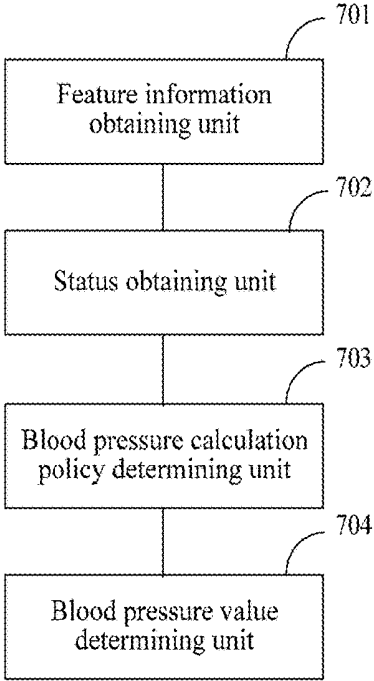 701
Feature information
obtaining unit
702
Status obtaining unit
703
Blood pressure calculation
policy determining unit
704
Blood pressure value
determining unit